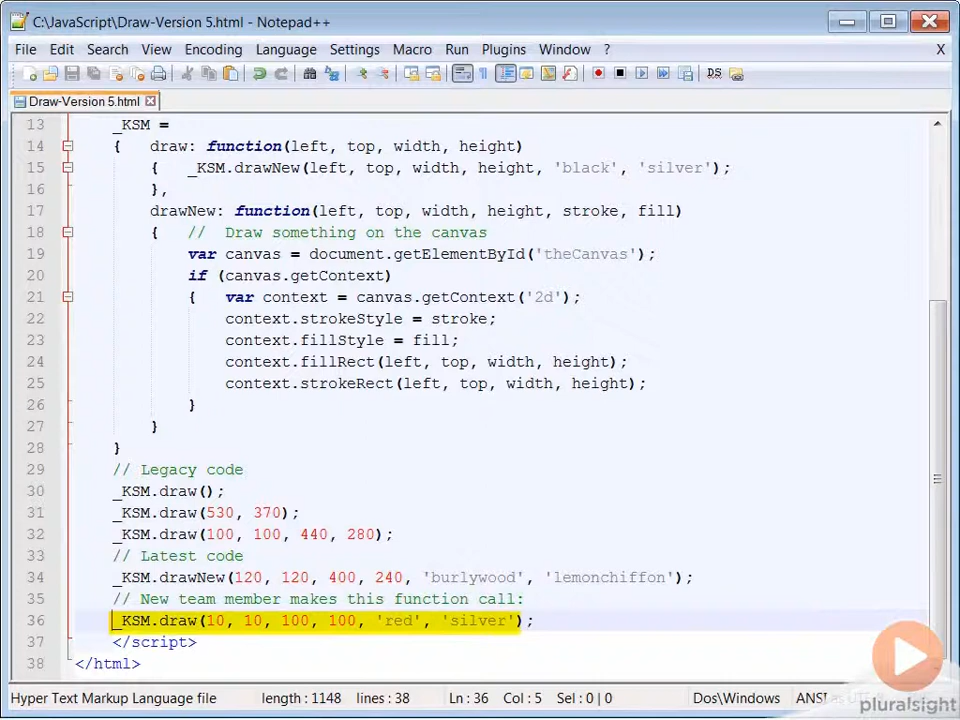 C:\JavaScript\Draw-Version 5.html - Notepad++
File Edit Search View Encoding Language Settings Macro Run Plugins Window ? X
DS
Draw-Version 5.html
13 _KSM =
14 { draw: function(left, top, width, height)
15 { _KSM.drawNew(left, top, width, height, 'black', 'silver');
16 },
17 drawNew: function(left, top, width, height, stroke, fill)
18 { // Draw something on the canvas
19 var canvas = document.getElementById('theCanvas');
20 if (canvas.getContext)
21 { var context = canvas.getContext('2d');
22 context.strokeStyle = stroke;
23 context.fillStyle = fill;
24 context.fillRect(left, top, width, height);
25 context.strokeRect(left, top, width, height);
26 }
27 }
28 }
29 // Legacy code
30 _KSM.draw();
31 _KSM.draw(530, 370);
32 _KSM.draw(100, 100, 440, 280);
33 // Latest code
34 _KSM.drawNew(120, 120, 400, 240, 'burlywood', 'lemonchiffon');
35 // New team member makes this function call:
36 _KSM.draw(10, 10, 100, 100, 'red', 'silver');
37 </script>
38 </html>
Hyper Text Markup Language file length : 1148 lines : 38 Ln : 36 Col : 5 Sel : 0 | 0 Dos\Windows ANSI as
pluralsight